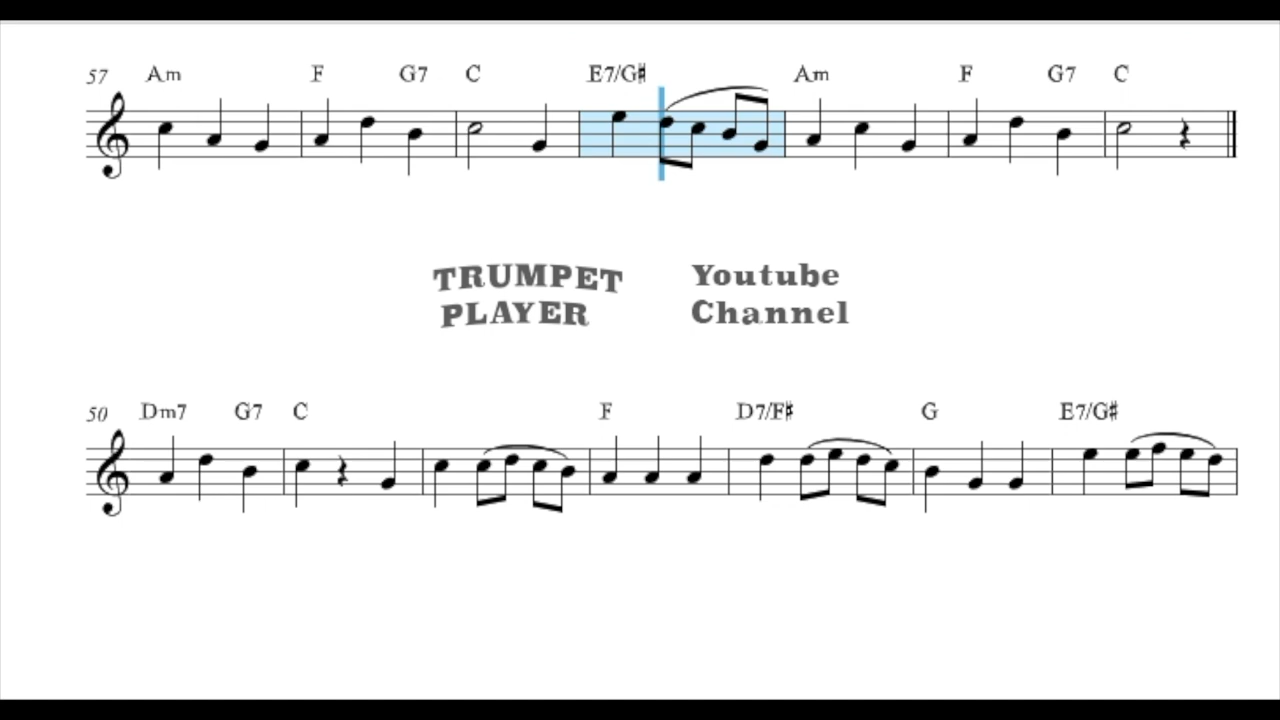 57 Am F G7 C E7/G♯ Am F G7 C
TRUMPET Youtube
PLAYER Channel
50 Dm7 G7 C F D7/F♯ G E7/G♯